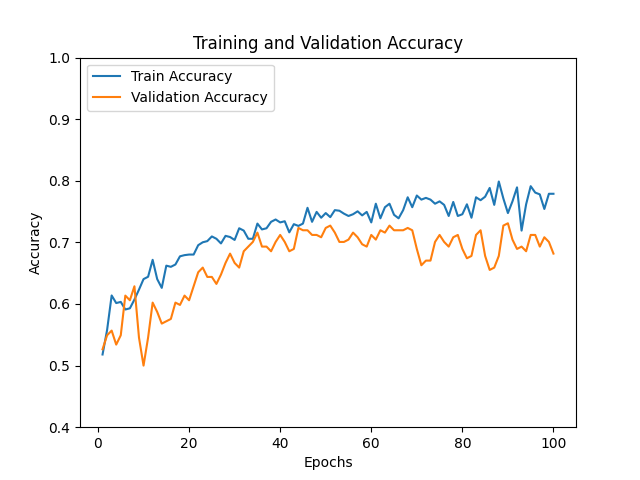 Training and Validation Accuracy
Train Accuracy
Validation Accuracy
1.0
0.9
0.8
0.7
0.6
0.5
0.4
Accuracy
0 20 40 60 80 100
Epochs